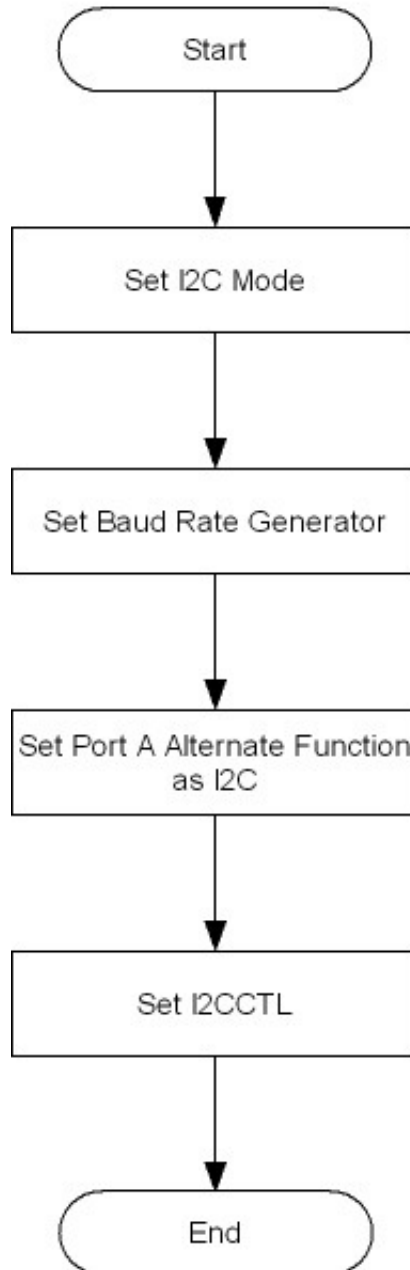 Start
Set I2C Mode
Set Baud Rate Generator
Set Port A Alternate Function
as I2C
Set I2CCTL
End